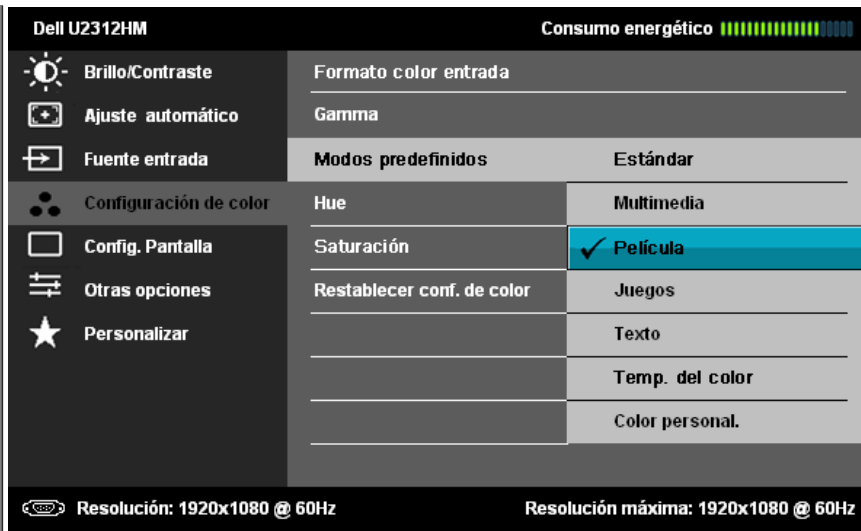 Dell U2312HM
Consumo energético
Brillo/Contraste
Ajuste automático
Fuente entrada
Configuración de color
Config. Pantalla
Otras opciones
Personalizar
Formato color entrada
Gamma
Modos predefinidos
Hue
Saturación
Restablecer conf. de color
Estándar
Multimedia
Película
Juegos
Texto
Temp. del color
Color personal.
Resolución: 1920x1080 @ 60Hz
Resolución máxima: 1920x1080 @ 60Hz